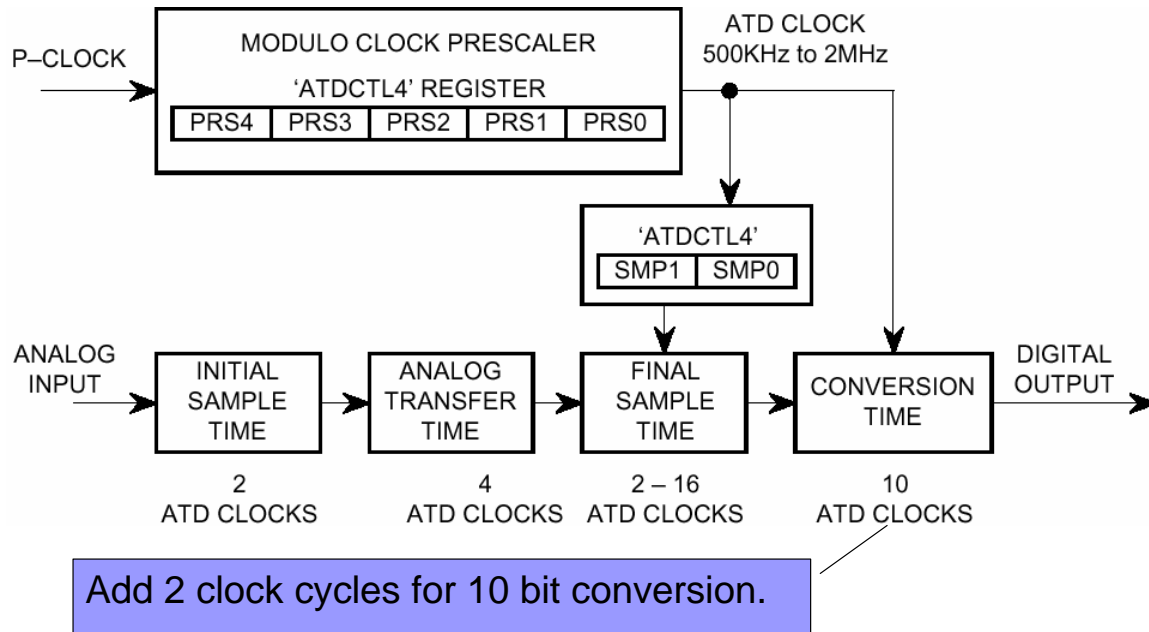 MODULO CLOCK PRESCALER
'ATDCTL4' REGISTER
PRS4 PRS3 PRS2 PRS1 PRS0
P–CLOCK
ATD CLOCK
500KHz to 2MHz
'ATDCTL4'
SMP1 SMP0
ANALOG
INPUT
INITIAL
SAMPLE
TIME
ANALOG
TRANSFER
TIME
FINAL
SAMPLE
TIME
CONVERSION
TIME
DIGITAL
OUTPUT
2
ATD CLOCKS
4
ATD CLOCKS
2 – 16
ATD CLOCKS
10
ATD CLOCKS
Add 2 clock cycles for 10 bit conversion.